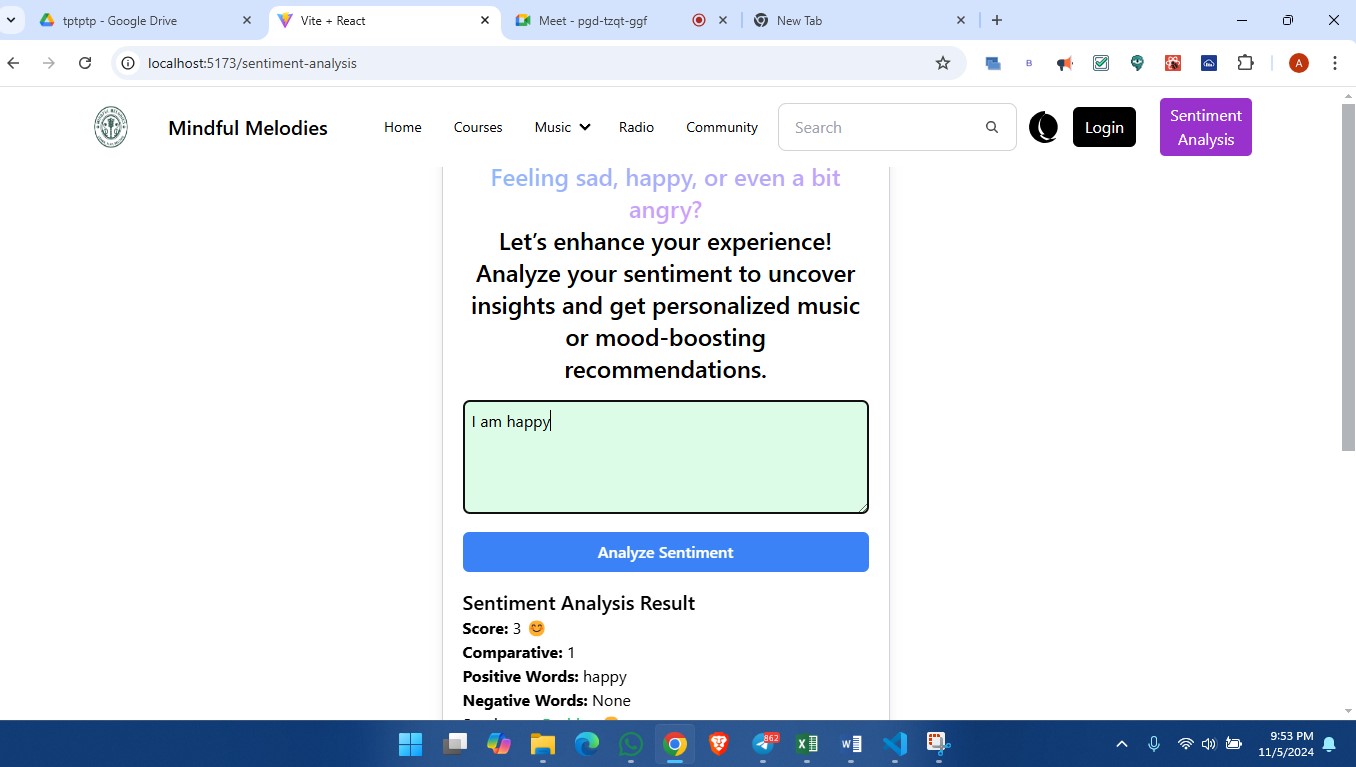 tptptp - Google Drive
Vite + React
Meet - pgd-tzqt-ggf
New Tab
localhost:5173/sentiment-analysis
B
A
Mindful Melodies
Home
Courses
Music
Radio
Community
Search
Login
Sentiment
Analysis
Feeling sad, happy, or even a bit
angry?
Let’s enhance your experience!
Analyze your sentiment to uncover
insights and get personalized music
or mood-boosting
recommendations.
I am happy
Analyze Sentiment
Sentiment Analysis Result
Score: 3 😊
Comparative: 1
Positive Words: happy
Negative Words: None
862
9:53 PM
11/5/2024